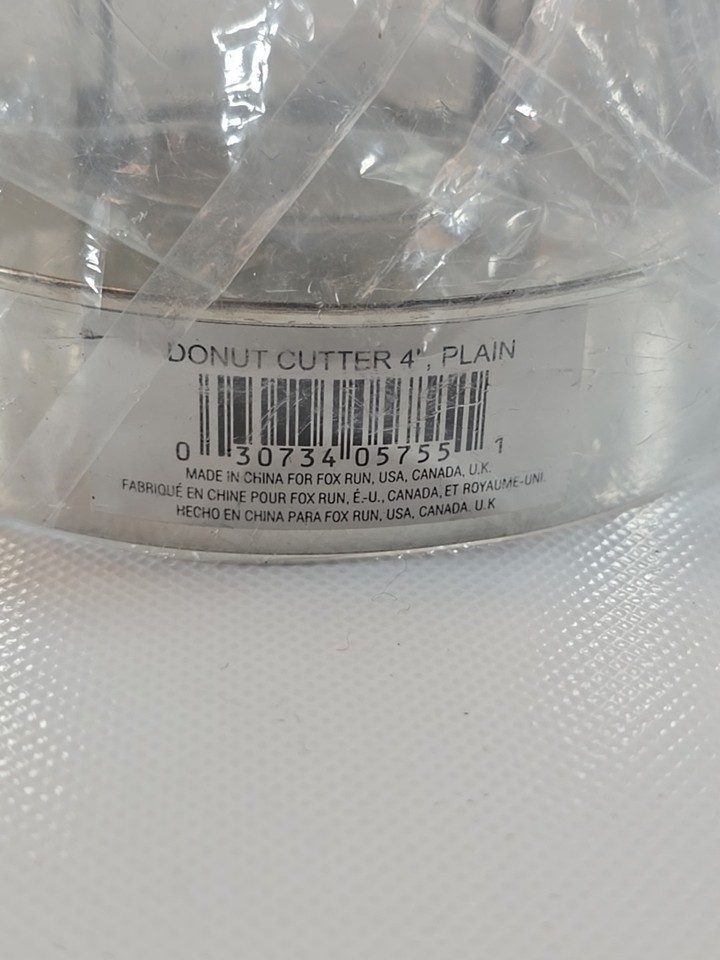 DONUT CUTTER 4", PLAIN
0 30734 05755 1
MADE IN CHINA FOR FOX RUN, USA, CANADA, U.K.
FABRIQUÉ EN CHINE POUR FOX RUN, É.-U., CANADA, ET ROYAUME-UNI.
HECHO EN CHINA PARA FOX RUN, USA, CANADA. U.K